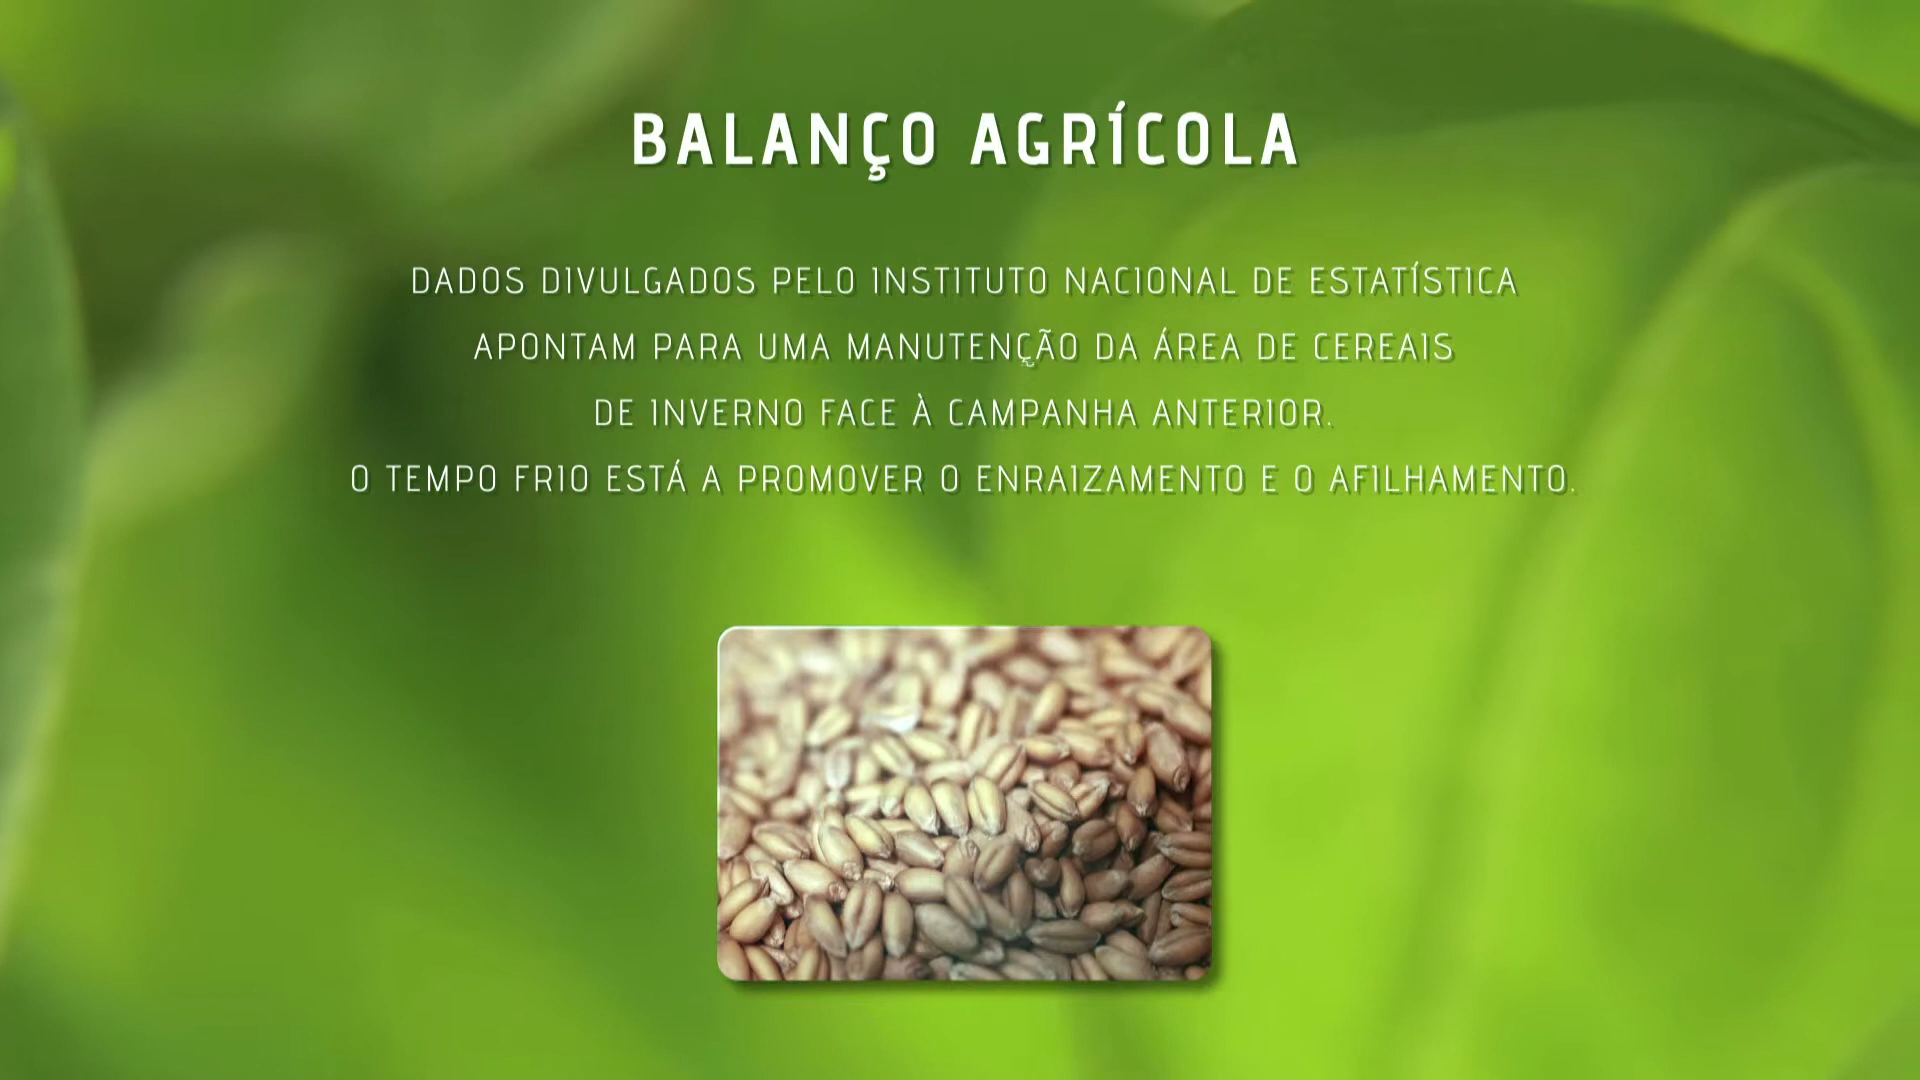 BALANÇO AGRÍCOLA
DADOS DIVULGADOS PELO INSTITUTO NACIONAL DE ESTATÍSTICA
APONTAM PARA UMA MANUTENÇÃO DA ÁREA DE CEREAIS
DE INVERNO FACE À CAMPANHA ANTERIOR.
O TEMPO FRIO ESTÁ A PROMOVER O ENRAIZAMENTO E O AFILHAMENTO.